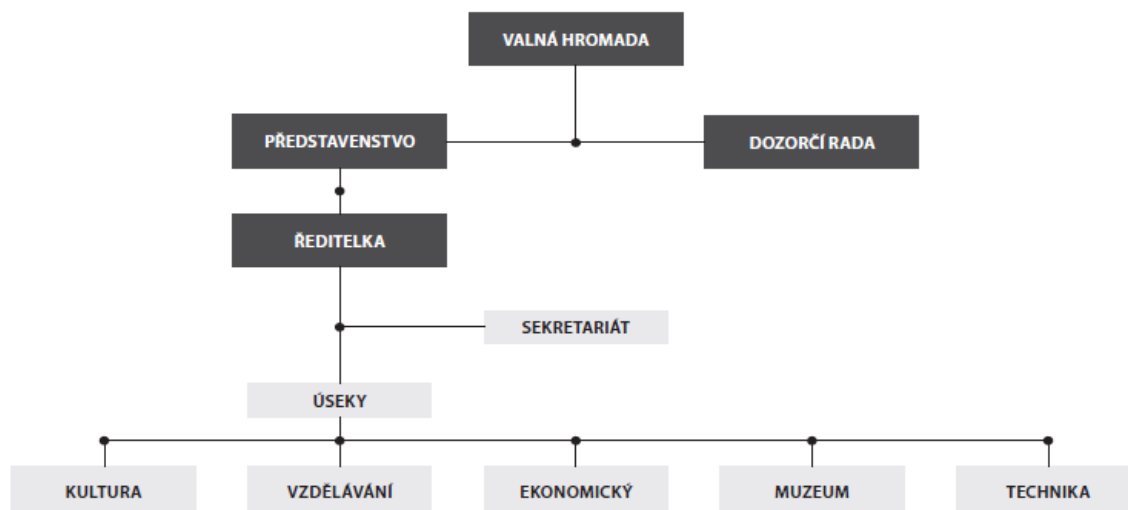 VALNÁ HROMADA
PŘEDSTAVENSTVO
DOZORČÍ RADA
ŘEDITELKA
SEKRETARIÁT
ÚSEKY
KULTURA
VZDĚLÁVÁNÍ
EKONOMICKÝ
MUZEUM
TECHNIKA